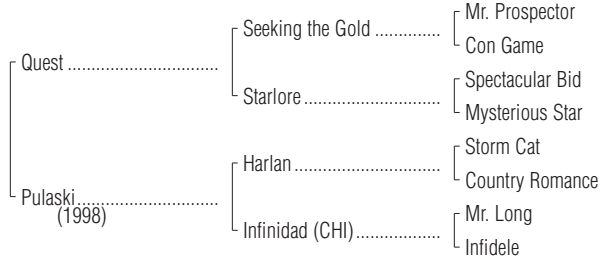 Mr. Prospector
Seeking the Gold ..............
Con Game
Quest ................................
Spectacular Bid
Starlore .............................
Mysterious Star
Storm Cat
Harlan ...............................
Country Romance
Pulaski ..............................
(1998)
Mr. Long
Infinidad (CHI) ..................
Infidele